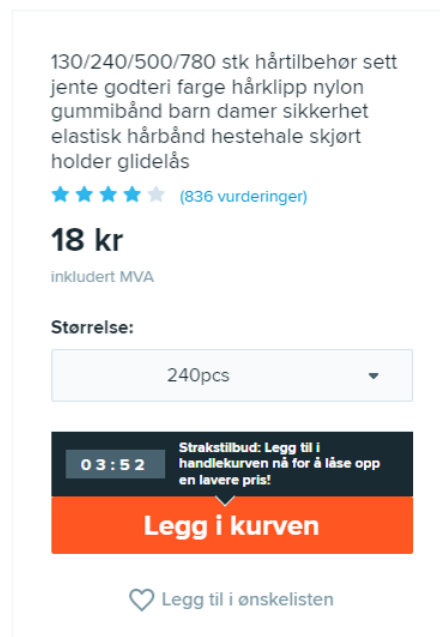 130/240/500/780 stk hårtilbehør sett
jente godteri farge hårklipp nylon
gummibånd barn damer sikkerhet
elastisk hårbånd hestehale skjørt
holder glidelås
(836 vurderinger)
18 kr
inkludert MVA
Størrelse:
240pcs
03:52
Strakstilbud: Legg til i
handlekurven nå for å låse opp
en lavere pris!
Legg i kurven
Legg til i ønskelisten